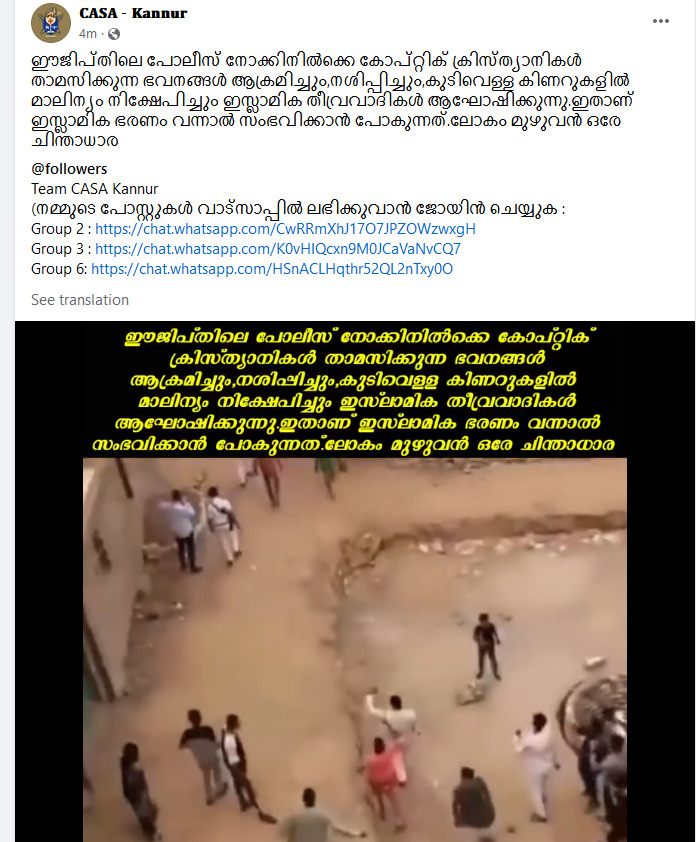 CASA - Kannur
4m ·
ഈജിപ്തിലെ പോലീസ് നോക്കിനിൽക്കെ കോപ്റ്റിക് ക്രിസ്ത്യാനികൾ
താമസിക്കുന്ന ഭവനങ്ങൾ ആക്രമിച്ചും,നശിപ്പിച്ചും,കുടിവെള്ള കിണറുകളിൽ
മാലിന്യം നിക്ഷേപിച്ചും ഇസ്ലാമിക തീവ്രവാദികൾ ആഘോഷിക്കുന്നു.ഇതാണ്
ഇസ്ലാമിക ഭരണം വന്നാൽ സംഭവിക്കാൻ പോകുന്നത്.ലോകം മുഴുവൻ ഒരേ
ചിന്താധാര
@followers
Team CASA Kannur
(നമ്മുടെ പോസ്റ്റുകൾ വാട്സാപ്പിൽ ലഭിക്കുവാൻ ജോയിൻ ചെയ്യുക :
Group 2 : https://chat.whatsapp.com/CwRRmXhJ17O7JPZOWzwxgH
Group 3 : https://chat.whatsapp.com/K0vHIQcxn9M0JCaVaNvCQ7
Group 6: https://chat.whatsapp.com/HSnACLHqthr52QL2nTxy0O
See translation
ഈജിപ്തിലെ പോലീസ് നോക്കിനിൽക്കെ കോപ്റ്റിക്
ക്രിസ്ത്യാനികൾ താമസിക്കുന്ന ഭവനങ്ങൾ
ആക്രമിച്ചും,നശിപ്പിച്ചും,കുടിവെള്ള കിണറുകളിൽ
മാലിന്യം നിക്ഷേപിച്ചും ഇസ്ലാമിക തീവ്രവാദികൾ
ആഘോഷിക്കുന്നു.ഇതാണ് ഇസ്ലാമിക ഭരണം വന്നാൽ
സംഭവിക്കാൻ പോകുന്നത്.ലോകം മുഴുവൻ ഒരേ ചിന്താധാര